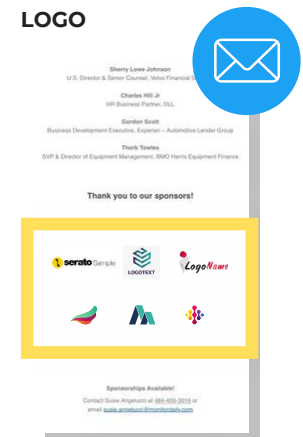 LOGO
Sherry Lowe Johnson
U.S. Director & Senior Counsel, Volvo Financial
Charles Hill Jr
HR Business Partner, DLL
Gordon Scott
Business Development Executive, Experian – Automotive Lender Group
Thorb Towles
SVP & Director of Equipment Management, BMO Harris Equipment Finance
Thank you to our sponsors!
serato Sample
LOGOTEXT
LogoName
Sponsorships Available!
Contact Susie Angelucci at 484-459-3016 or
email susie.angelucci@monitordaily.com